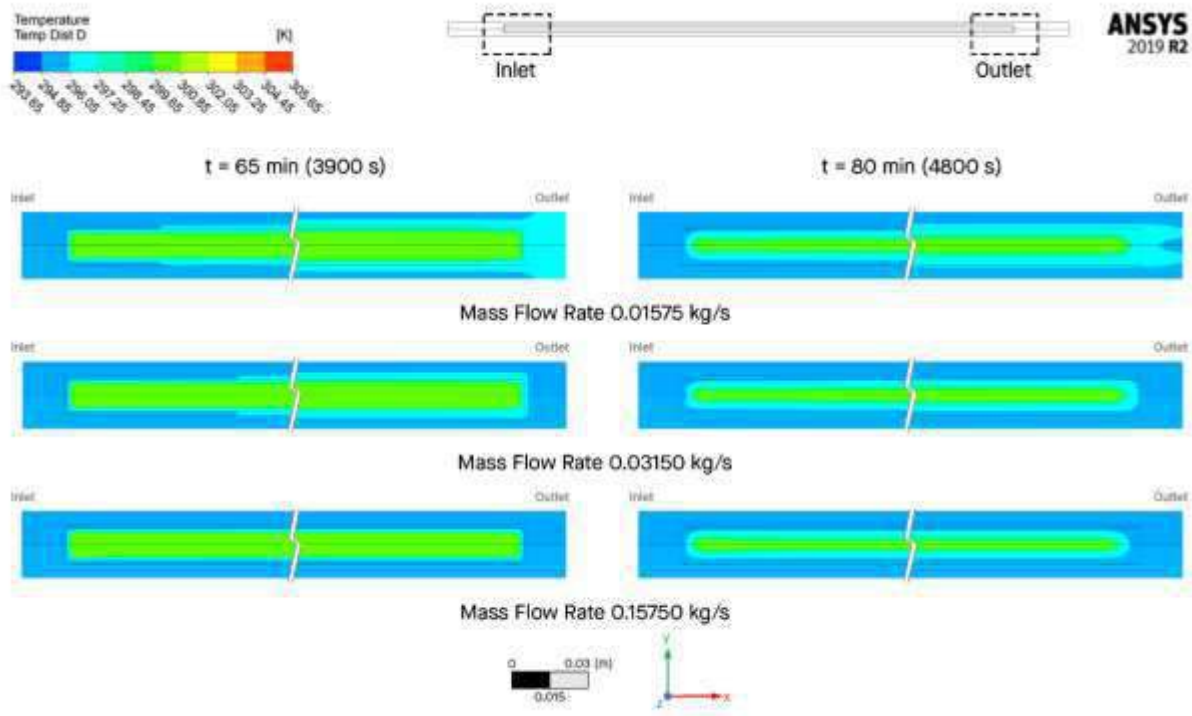 Temperature
Temp Dist D [K]
293.65 294.85 296.05 297.25 298.45 299.65 300.85 302.05 303.25 304.45 305.65
Inlet Outlet
ANSYS
2019 R2
t = 65 min (3900 s) t = 80 min (4800 s)
Inlet Outlet Inlet Outlet
Mass Flow Rate 0.01575 kg/s
Inlet Outlet Inlet Outlet
Mass Flow Rate 0.03150 kg/s
Inlet Outlet Inlet Outlet
Mass Flow Rate 0.15750 kg/s
0 0.03 [m]
0.015
Y
Z X